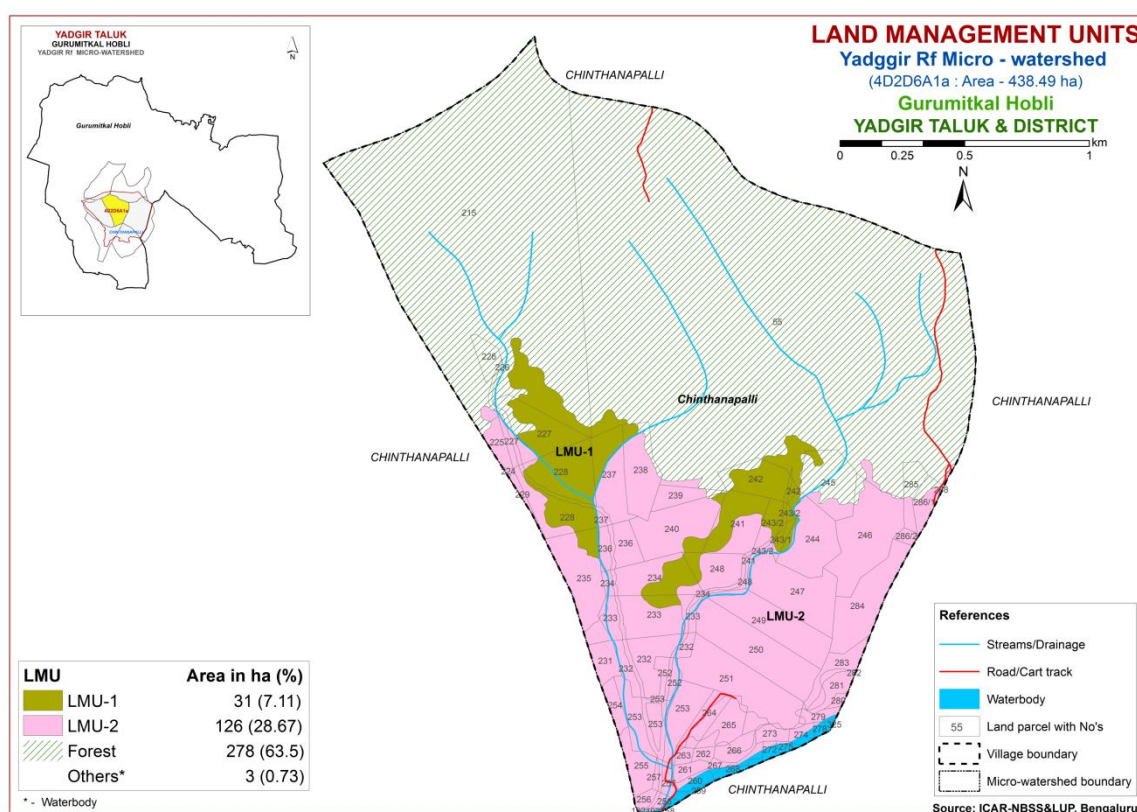 YADGIR TALUK
GURUMITKAL HOBLI
YADGIR Rf MICRO-WATERSHED
N
Gurumitkal Hobli
4D2D6A1a
CHINTHANAPALLI
LAND MANAGEMENT UNITS
Yadggir Rf Micro - watershed
(4D2D6A1a : Area - 438.49 ha)
Gurumitkal Hobli
YADGIR TALUK & DISTRICT
km
0 0.25 0.5 1
N
CHINTHANAPALLI
215
55
226
226
Chinthanapalli
CHINTHANAPALLI
CHINTHANAPALLI
225
227
227
LMU-1
224
228
237
238
242
242
245
285
286/1
229
239
243/2
228
237
240
241
243/2
246
236
236
243/1
244
286/2
241
235
234
234
248
248
247
284
233
234
233
233
LMU-2
249
250
231
232
232
232
252
252
251
283
282
281
254
253
253
253
253
264
265
279
273
274
275
255
263
262
266
272
278
257
261
267
268
260
256
CHINTHANAPALLI
LMU Area in ha (%)
LMU-1 31 (7.11)
LMU-2 126 (28.67)
Forest 278 (63.5)
Others* 3 (0.73)
* - Waterbody
References
Streams/Drainage
Road/Cart track
Waterbody
55 Land parcel with No's
Village boundary
Micro-watershed boundary
Source: ICAR-NBSS&LUP, Bengaluru